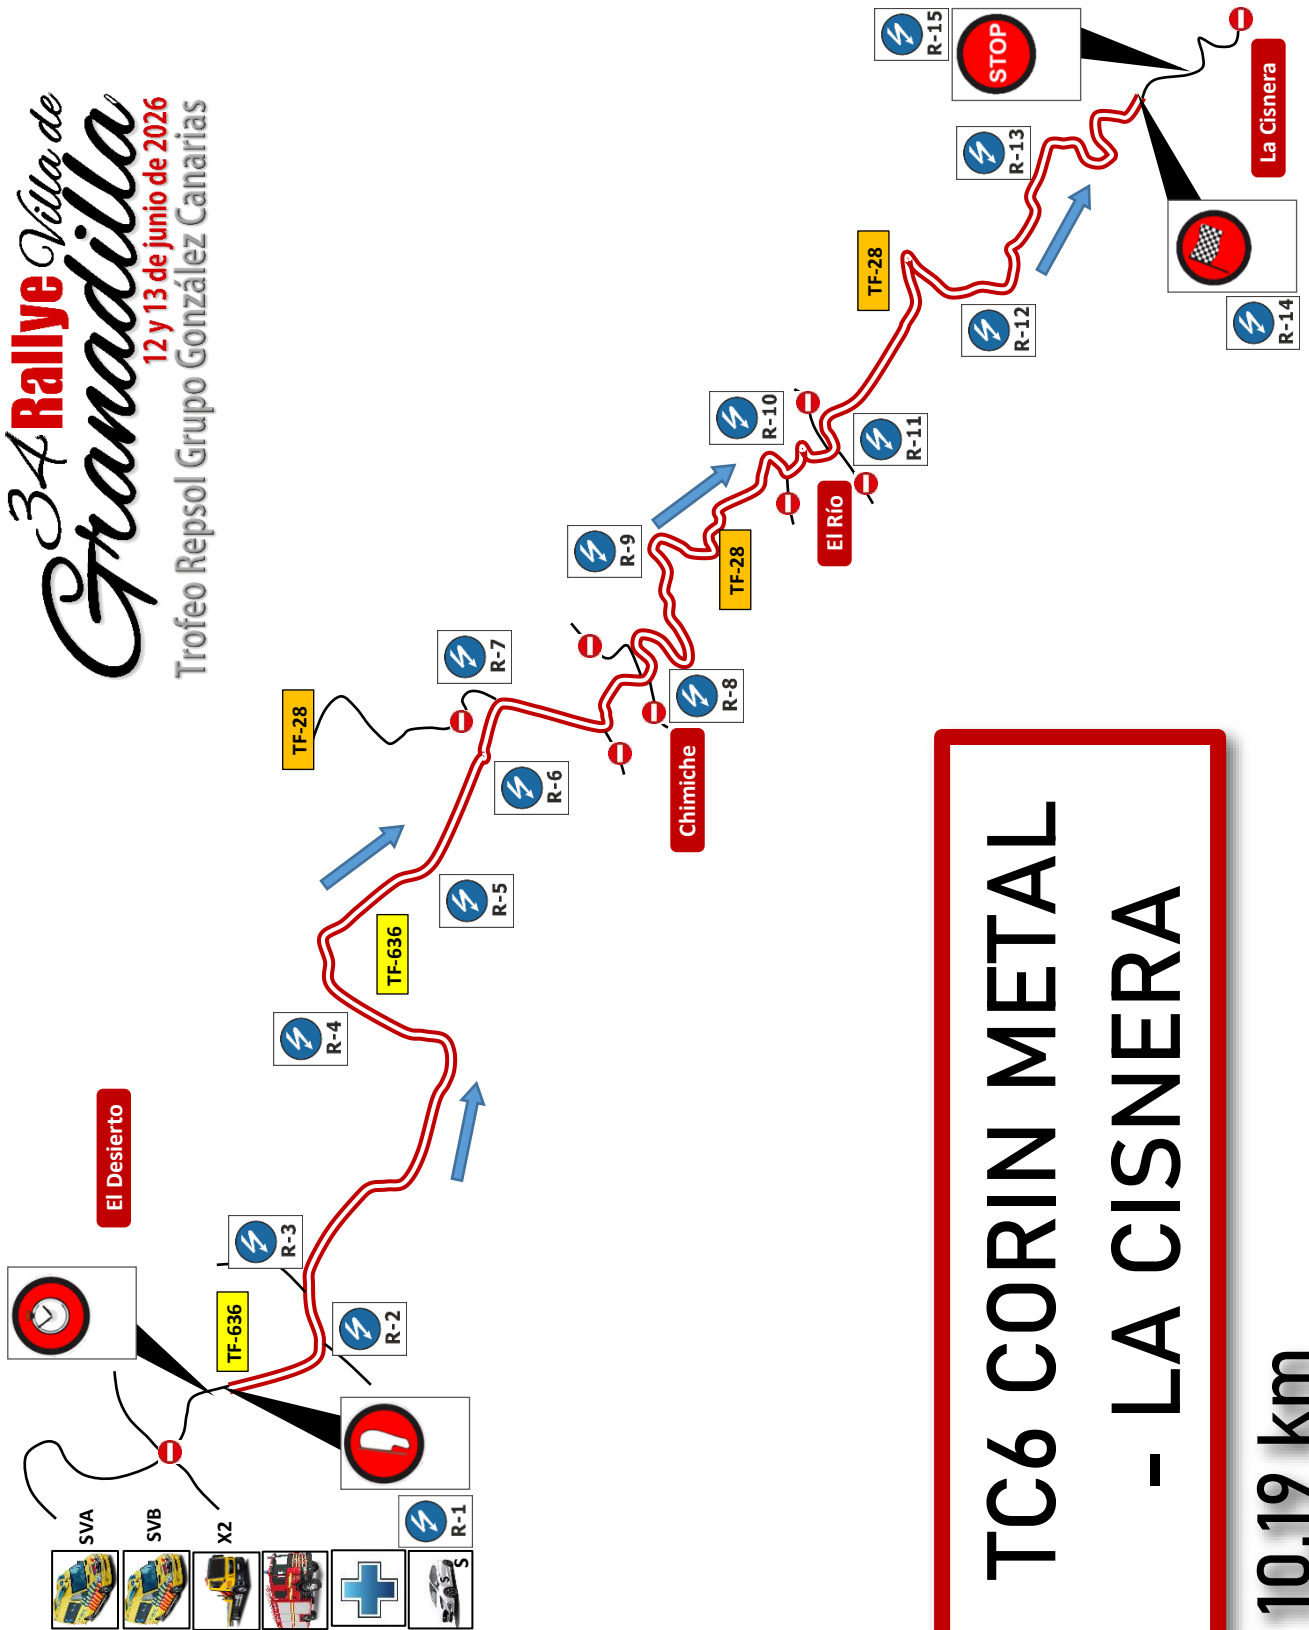 34 Rallye Villa de
Granadilla
12 y 13 de junio de 2026
Trofeo Repsol Grupo González Canarias
SVA
SVB
X2
S
S
R-1
El Desierto
TF-636
R-2
R-3
R-4
TF-636
R-5
R-6
TF-28
R-7
Chimiche
R-8
R-9
TF-28
El Río
R-10
R-11
TF-28
R-12
R-13
R-14
R-15
STOP
La Cisnera
TC6 CORIN METAL
- LA CISNERA
10.19 km